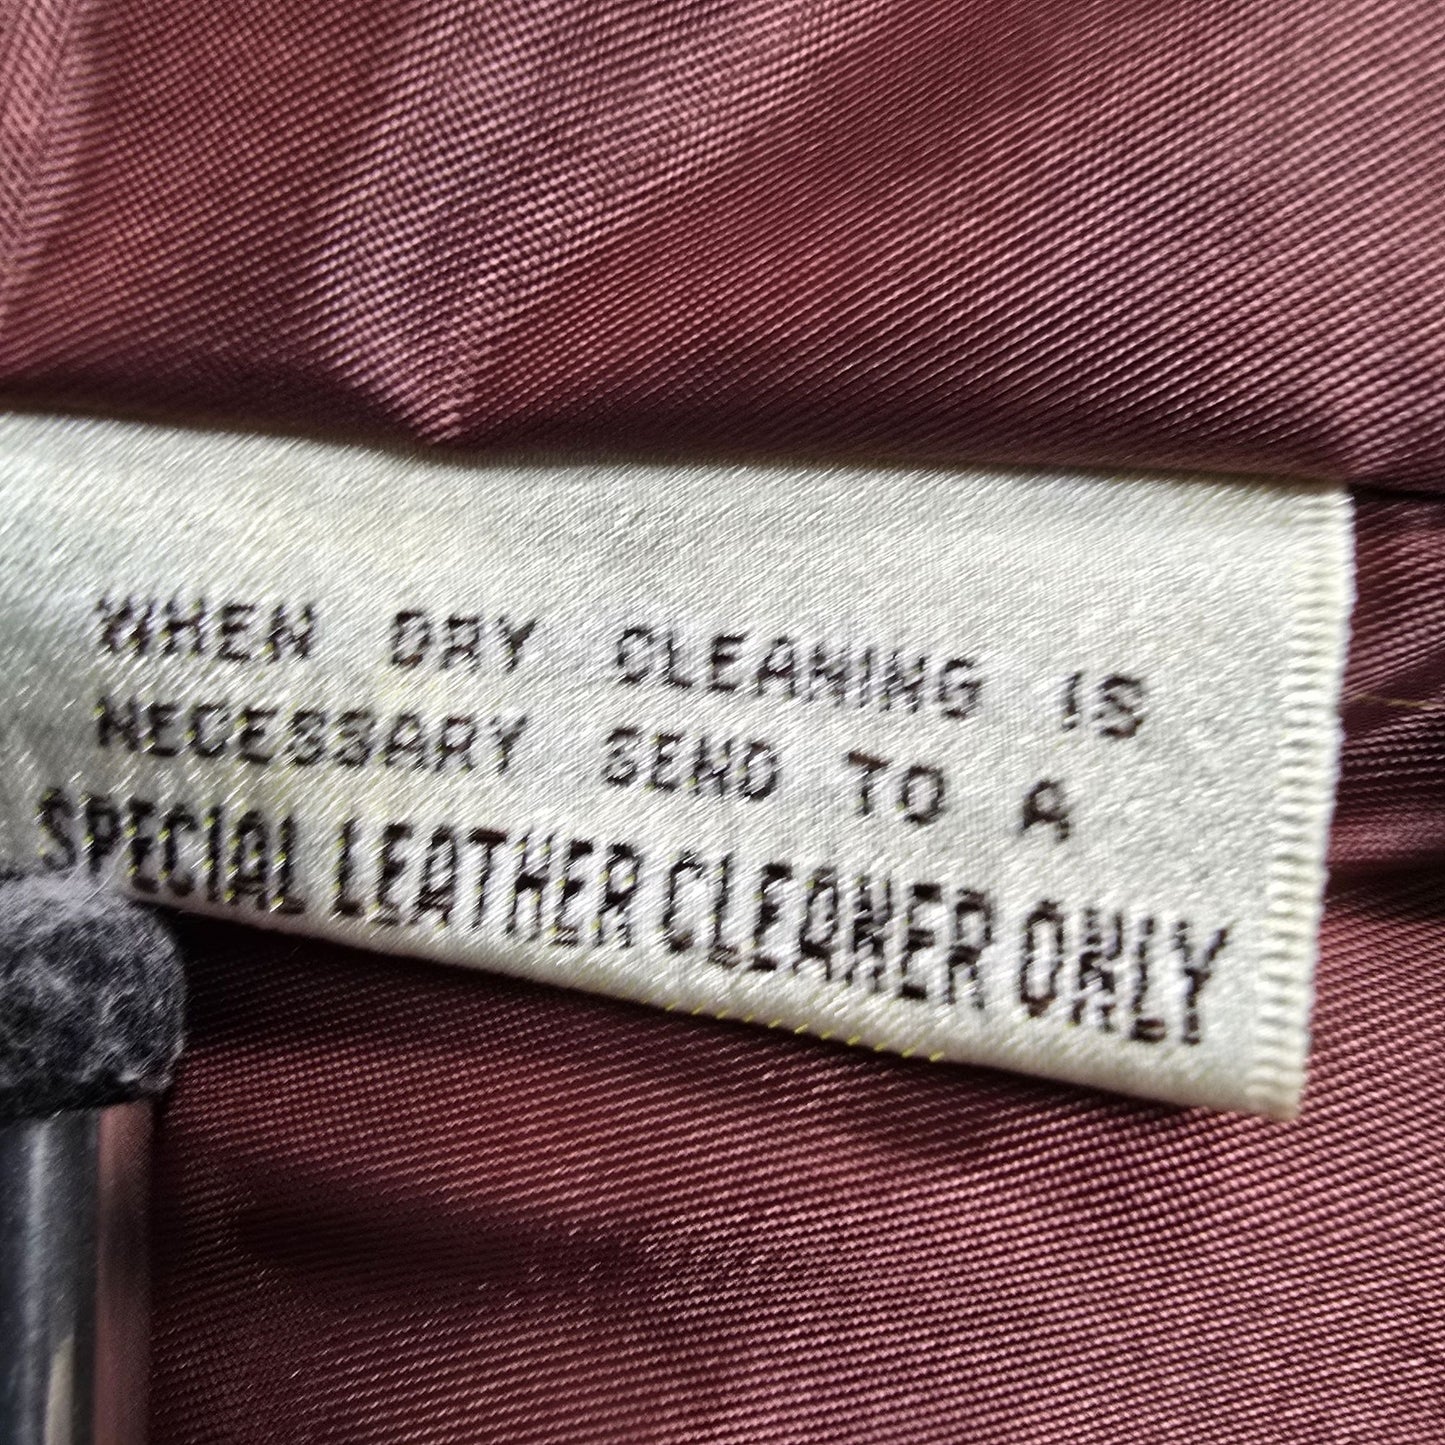 WHEN DRY CLEANING IS
NECESSARY SEND TO A
SPECIAL LEATHER CLEANER ONLY